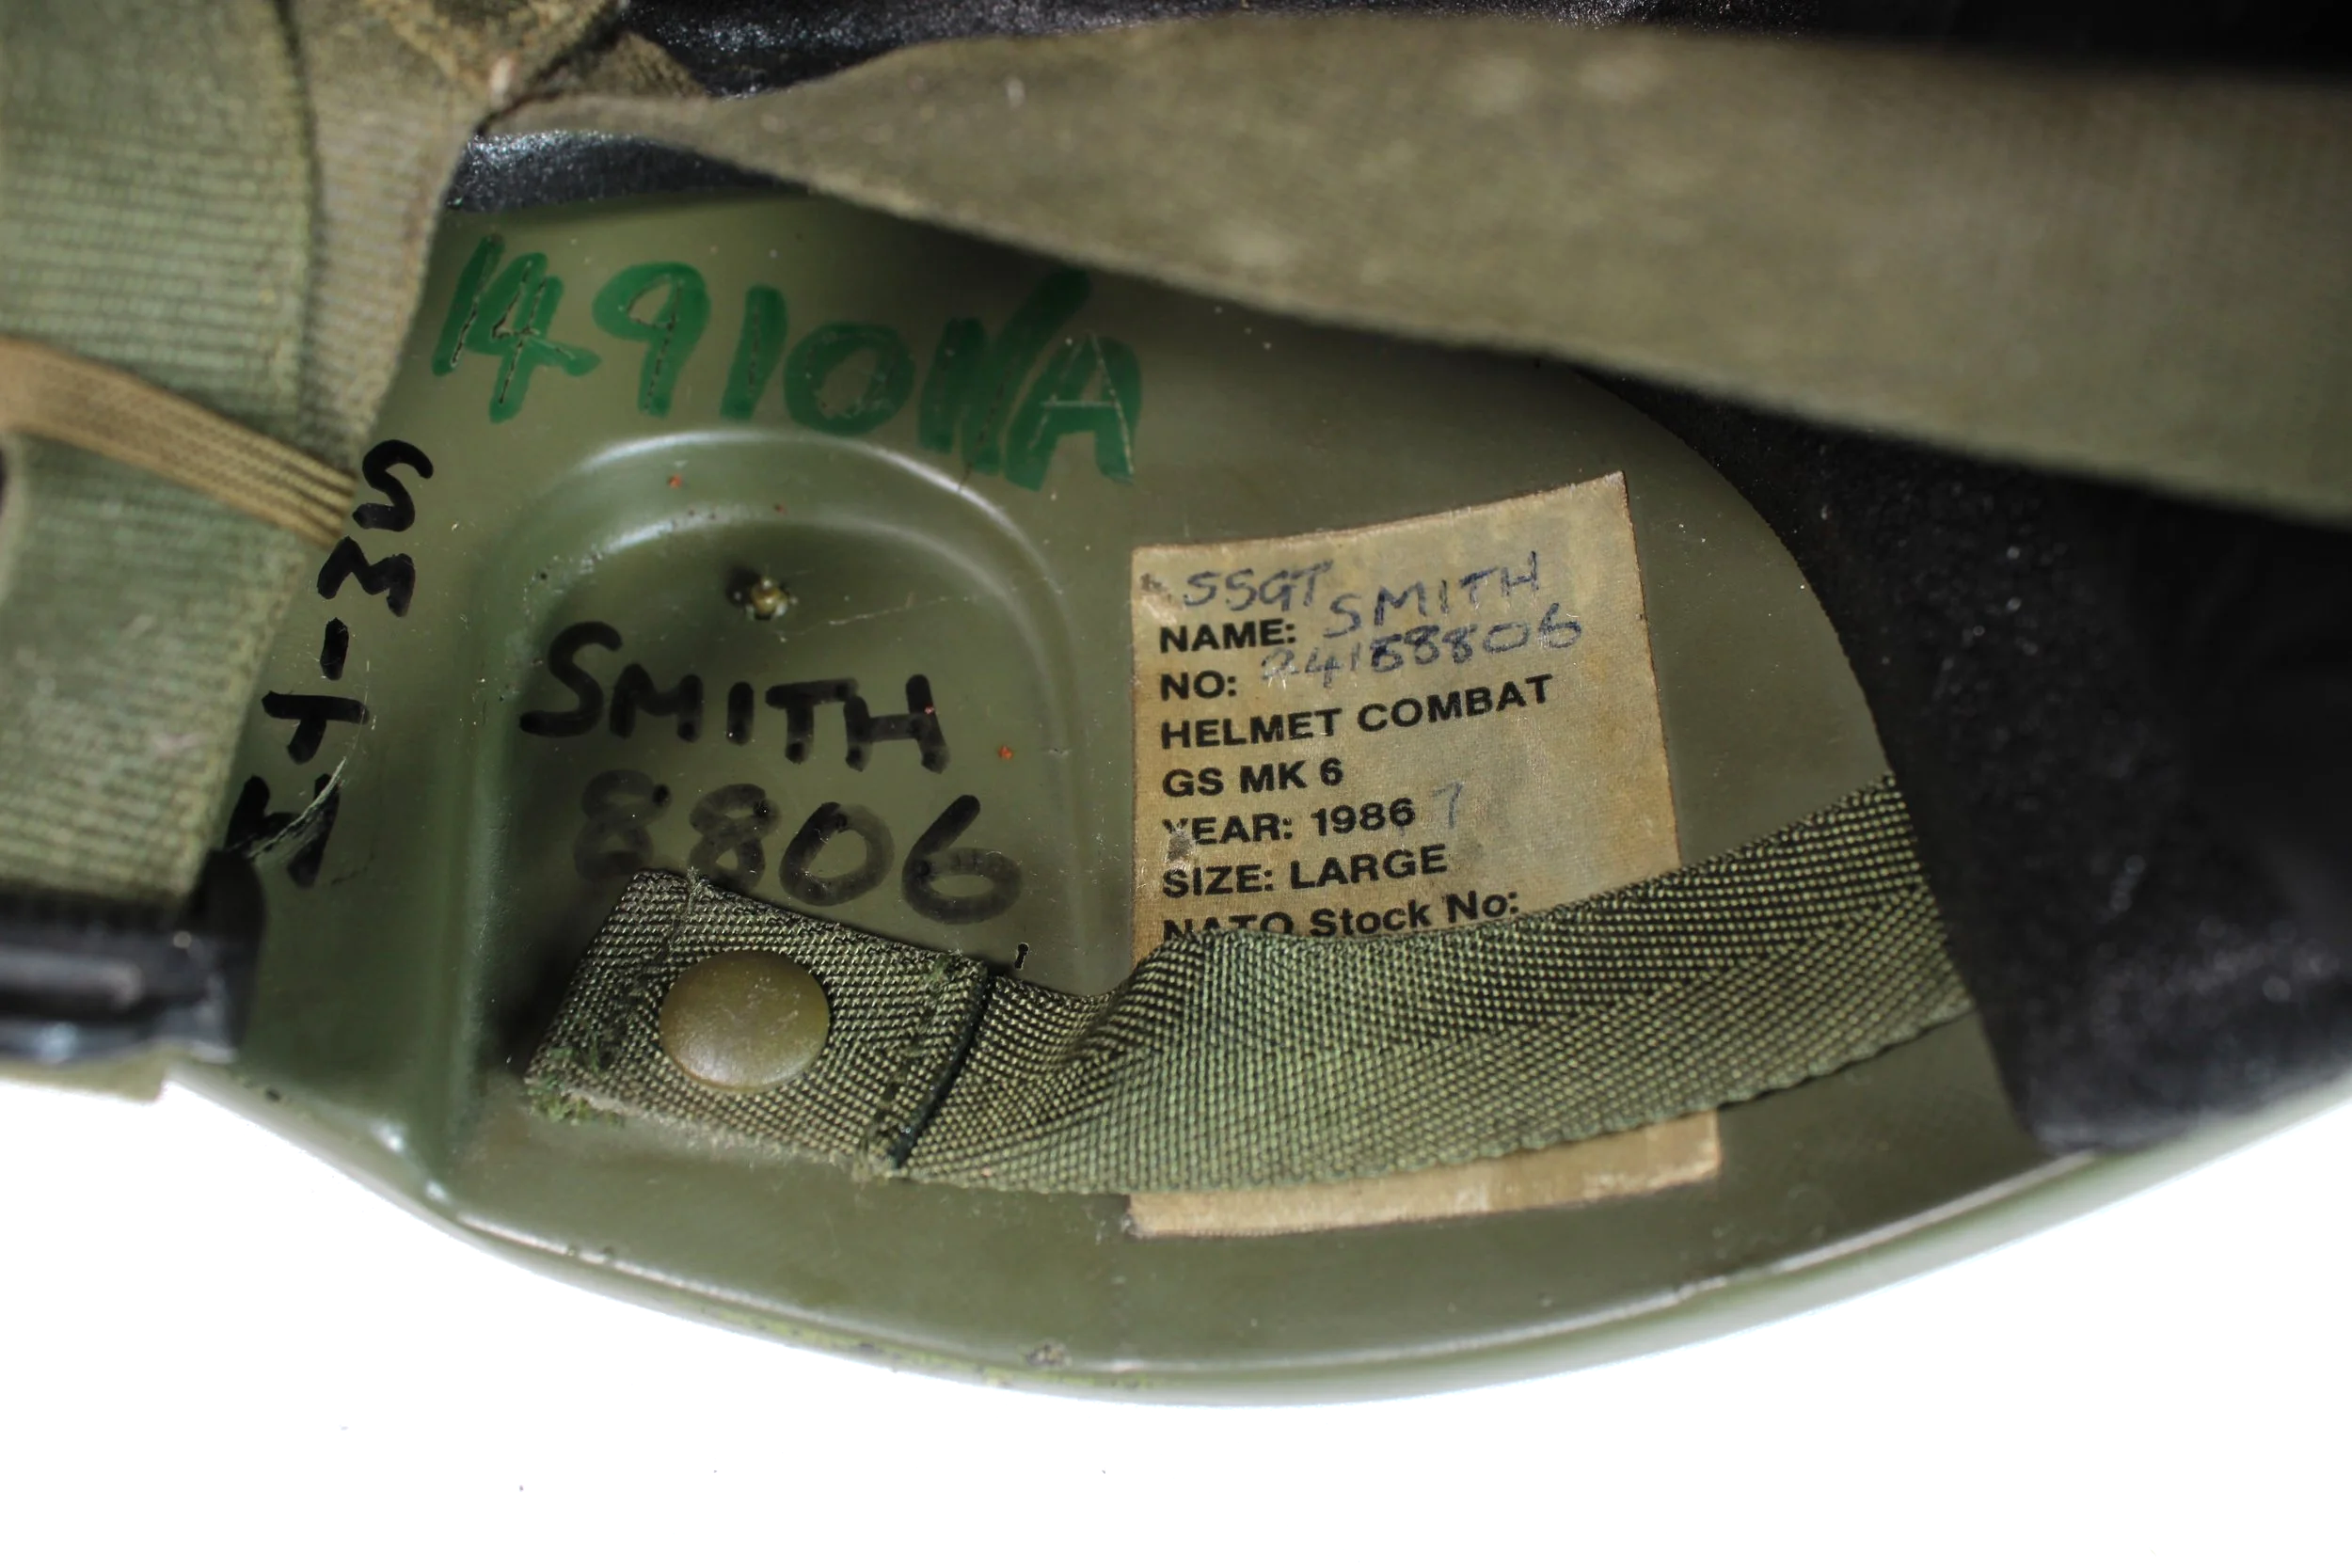 SMITH
SMITH
8806
SSGT
NAME: SMITH
NO: 24188806
HELMET COMBAT
GS MK 6
YEAR: 1986 7
SIZE: LARGE
NATO Stock No: